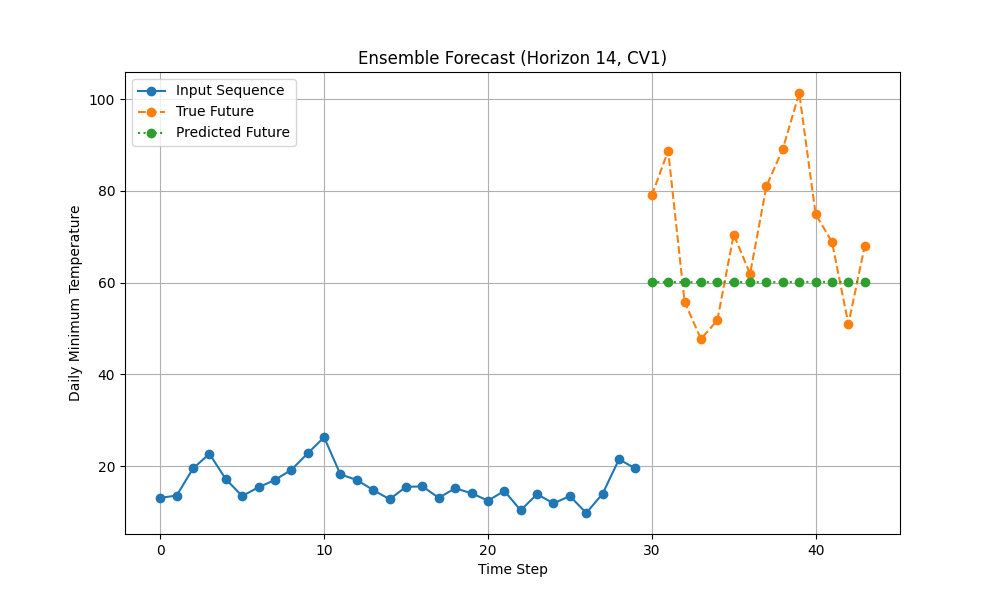 Ensemble Forecast (Horizon 14, CV1)
Input Sequence
True Future
Predicted Future
Daily Minimum Temperature
100
80
60
40
20
0 10 20 30 40
Time Step